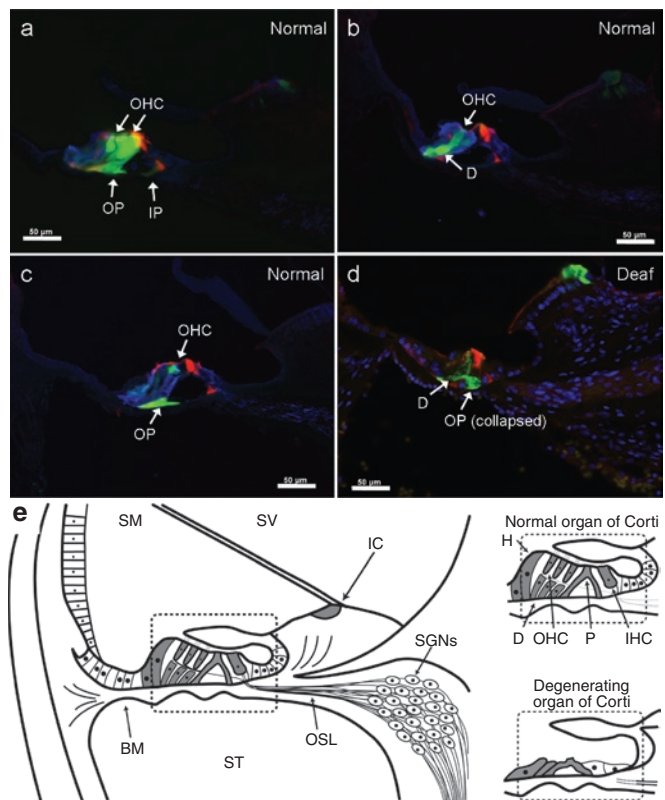 a
Normal
OHC
OP
IP
50 µm
b
Normal
OHC
D
50 µm
c
Normal
OHC
OP
50 µm
d
Deaf
D
OP (collapsed)
50 µm
e
SM
SV
IC
SGNs
BM
OSL
ST
Normal organ of Corti
H
D OHC P IHC
Degenerating
organ of Corti